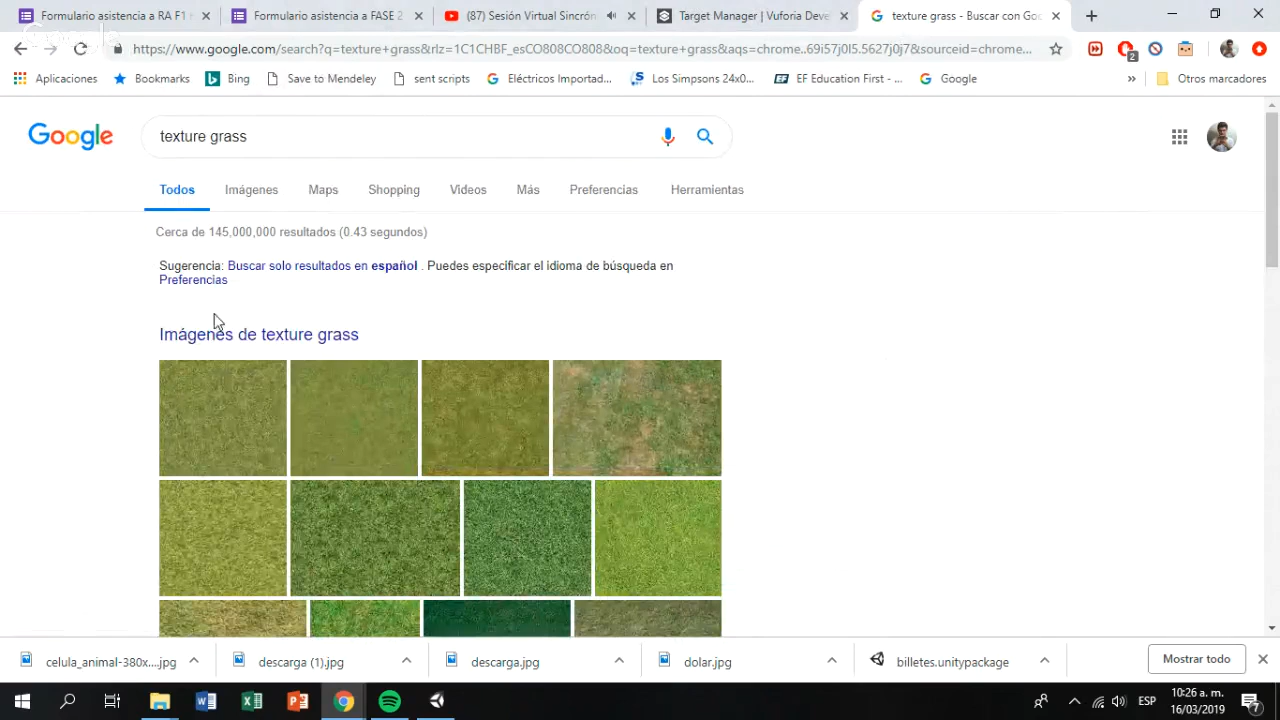 Formulario asistencia a RA F1
Formulario asistencia a FASE 2
(87) Sesión Virtual Sincrón
Target Manager | Vuforia Deve
texture grass - Buscar con Goo
https://www.google.com/search?q=texture+grass&rlz=1C1CHBF_esCO808CO808&oq=texture+grass&aqs=chrome..69i57j0l5.5627j0j7&sourceid=chrome...
2
Aplicaciones
Bookmarks
Bing
Save to Mendeley
sent scripts
Eléctricos Importad...
Los Simpsons 24x0...
EF Education First - ...
Google
»
Otros marcadores
Google
texture grass
Todos
Imágenes
Maps
Shopping
Videos
Más
Preferencias
Herramientas
Cerca de 145,000,000 resultados (0.43 segundos)
Sugerencia: Buscar solo resultados en español . Puedes especificar el idioma de búsqueda en
Preferencias
Imágenes de texture grass
celula_animal-380x....jpg
descarga (1).jpg
descarga.jpg
dolar.jpg
billetes.unitypackage
Mostrar todo
ESP
10:26 a. m.
16/03/2019
7